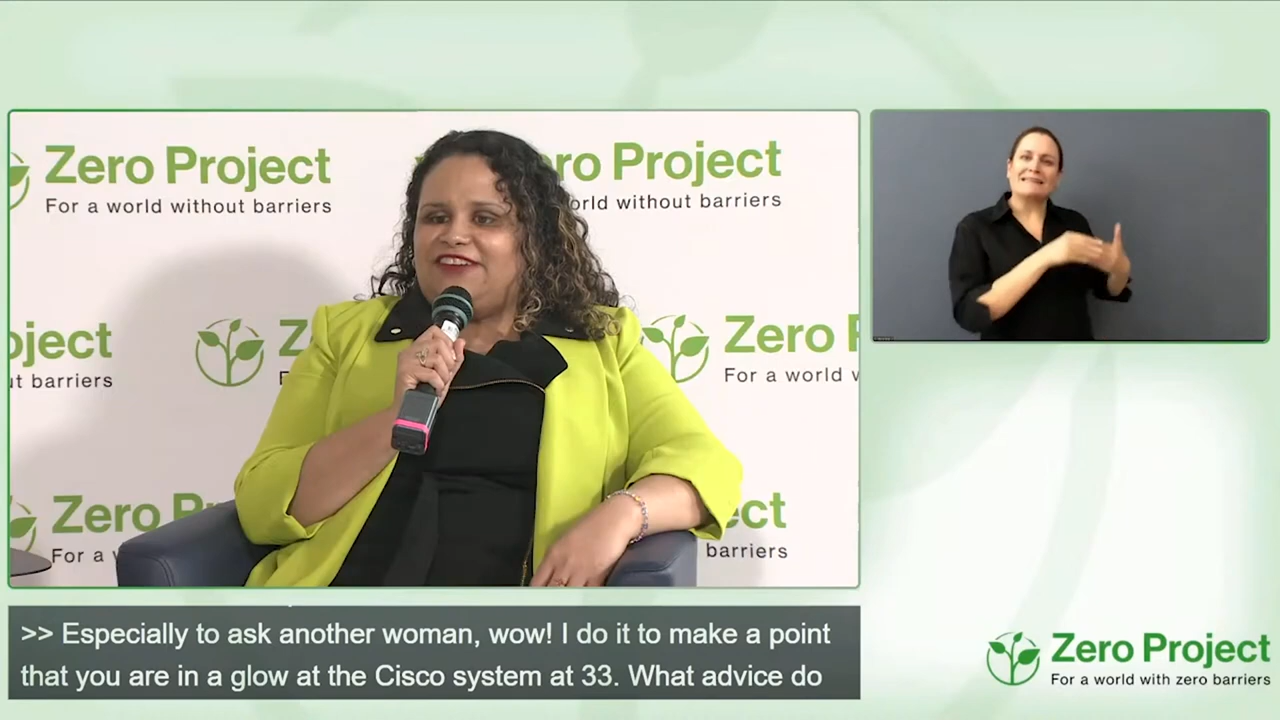 Zero Project
For a world without barriers
ro Project
orld without barriers
oject
ut barriers
Z
F
Zero P
For a world w
Zero Pr
For a w
ect
barriers
>> Especially to ask another woman, wow! I do it to make a point
that you are in a glow at the Cisco system at 33. What advice do
Zero Project
For a world with zero barriers